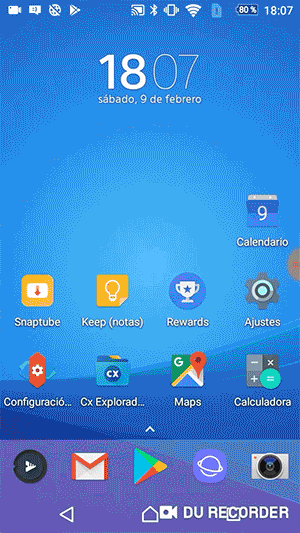 80 % 18:07
18 07
sábado, 9 de febrero
9
Calendario
Snaptube Keep (notas) Rewards Ajustes
G
Configuració... Cx Explorad... Maps Calculadora
CX
DU RECORDER